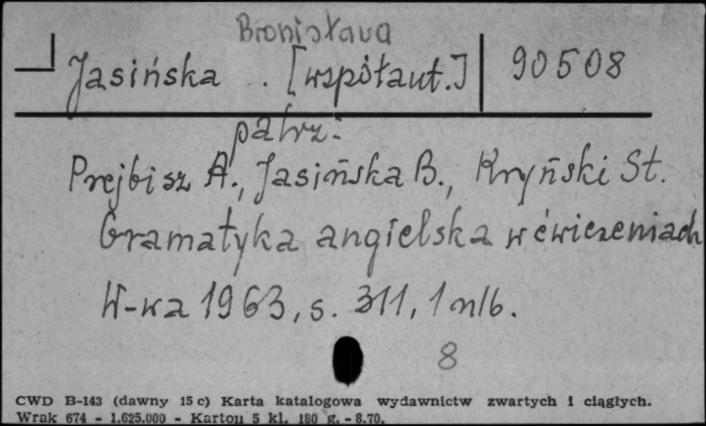 Bronisława
Jasińska . [współaut.] 90508
patrz:
Prejbisz A., Jasińska B., Kryński St.
Gramatyka angielska w ćwiczeniach
W-wa 1963, s. 311, 1 nlb.
8
CWD B-143 (dawny 15 c) Karta katalogowa wydawnictw zwartych i ciągłych.
Wrak 674 - 1.625.000 - Karton 5 kl. 180 g. - 8.70.